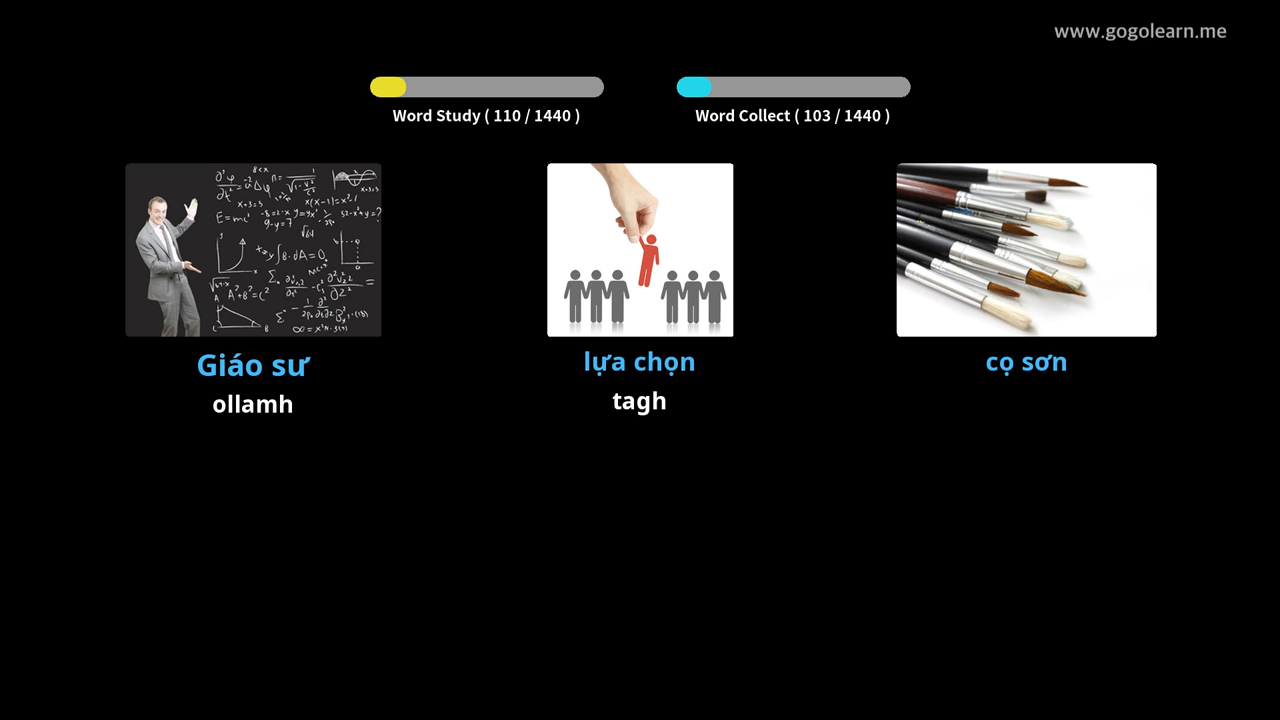 www.gogolearn.me
Word Study ( 110 / 1440 )
Word Collect ( 103 / 1440 )
Giáo sư
ollamh
lựa chọn
tagh
cọ sơn